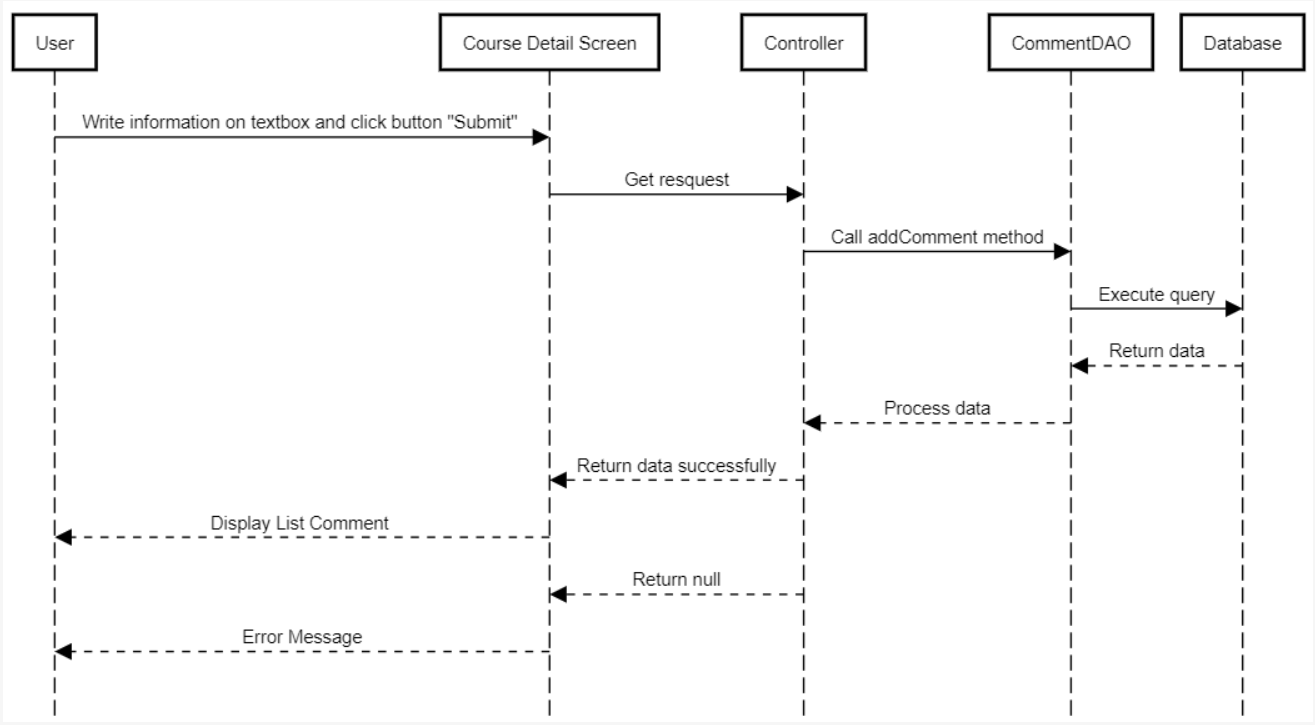 User
Course Detail Screen
Controller
CommentDAO
Database
Write information on textbox and click button "Submit"
Get resquest
Call addComment method
Execute query
Return data
Process data
Return data successfully
Display List Comment
Return null
Error Message